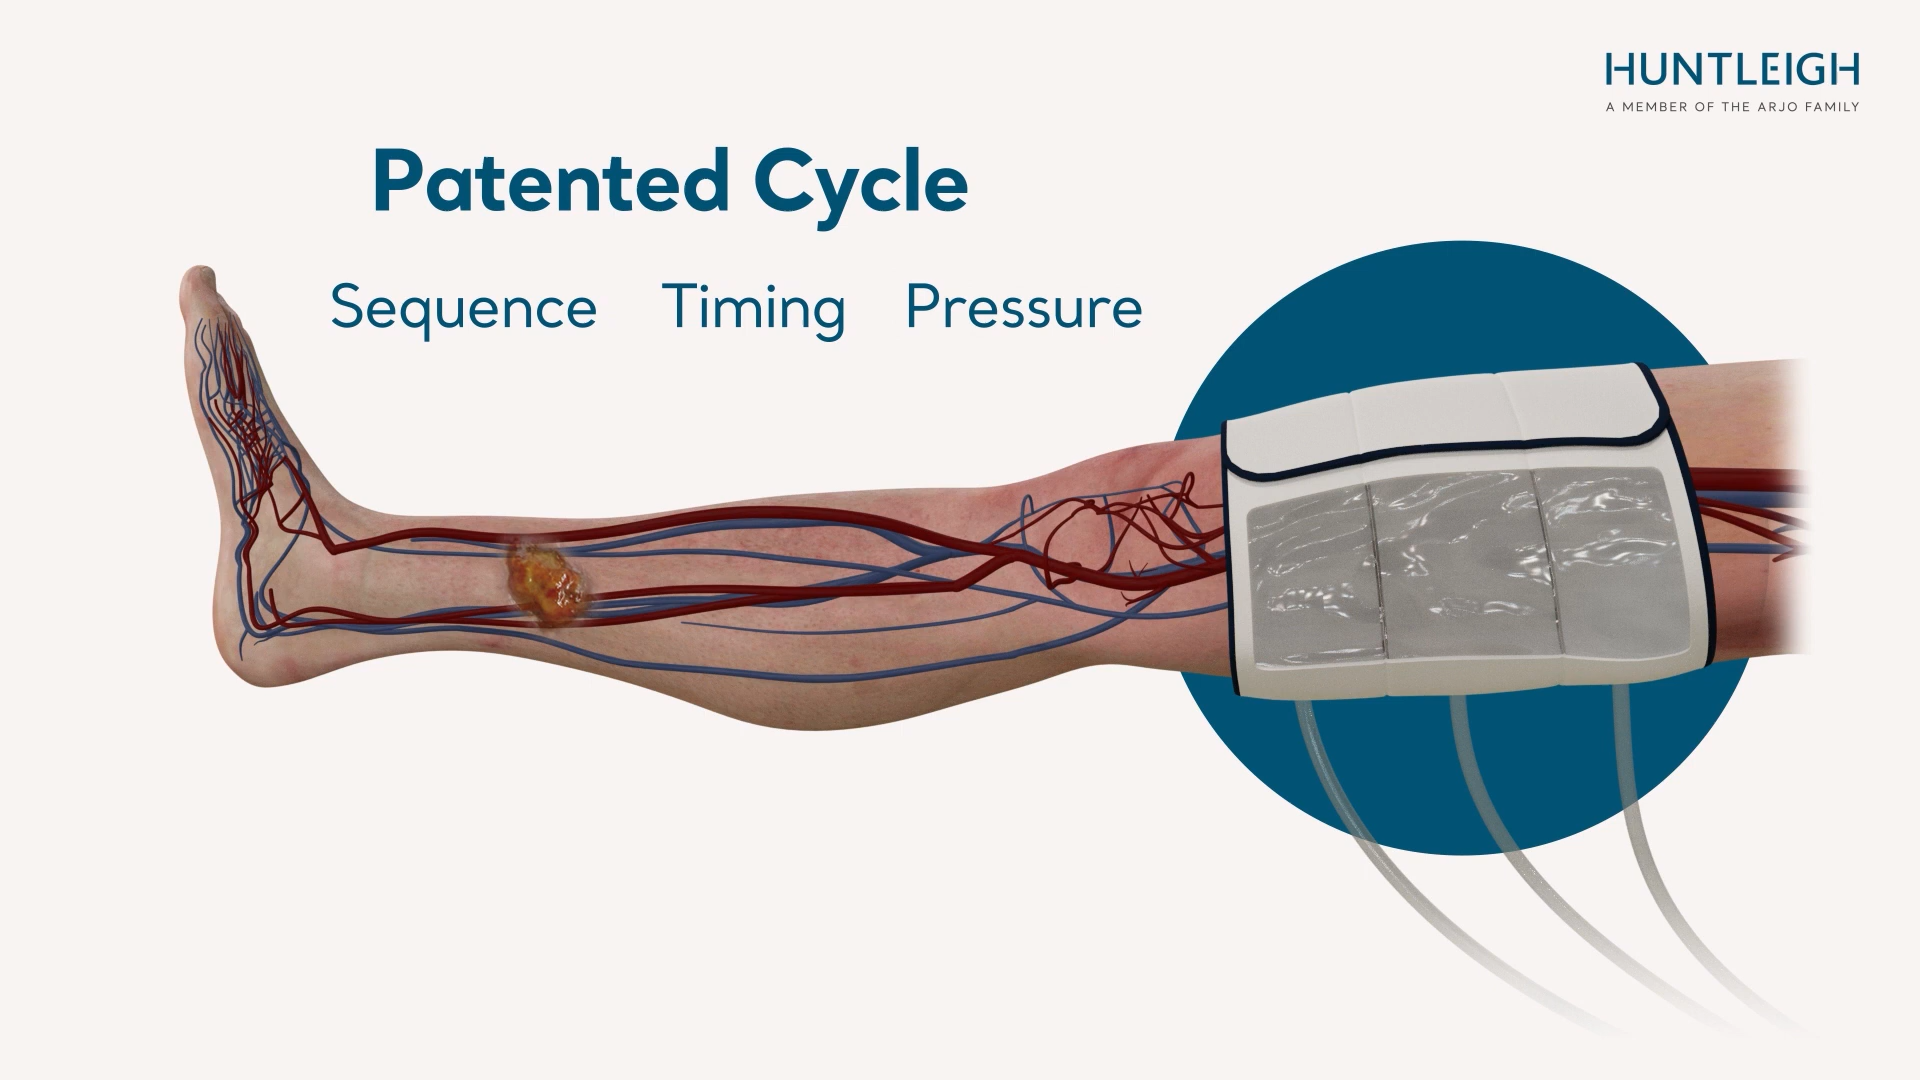 HUNTLEIGH
A MEMBER OF THE ARJO FAMILY
Patented Cycle
Sequence Timing Pressure